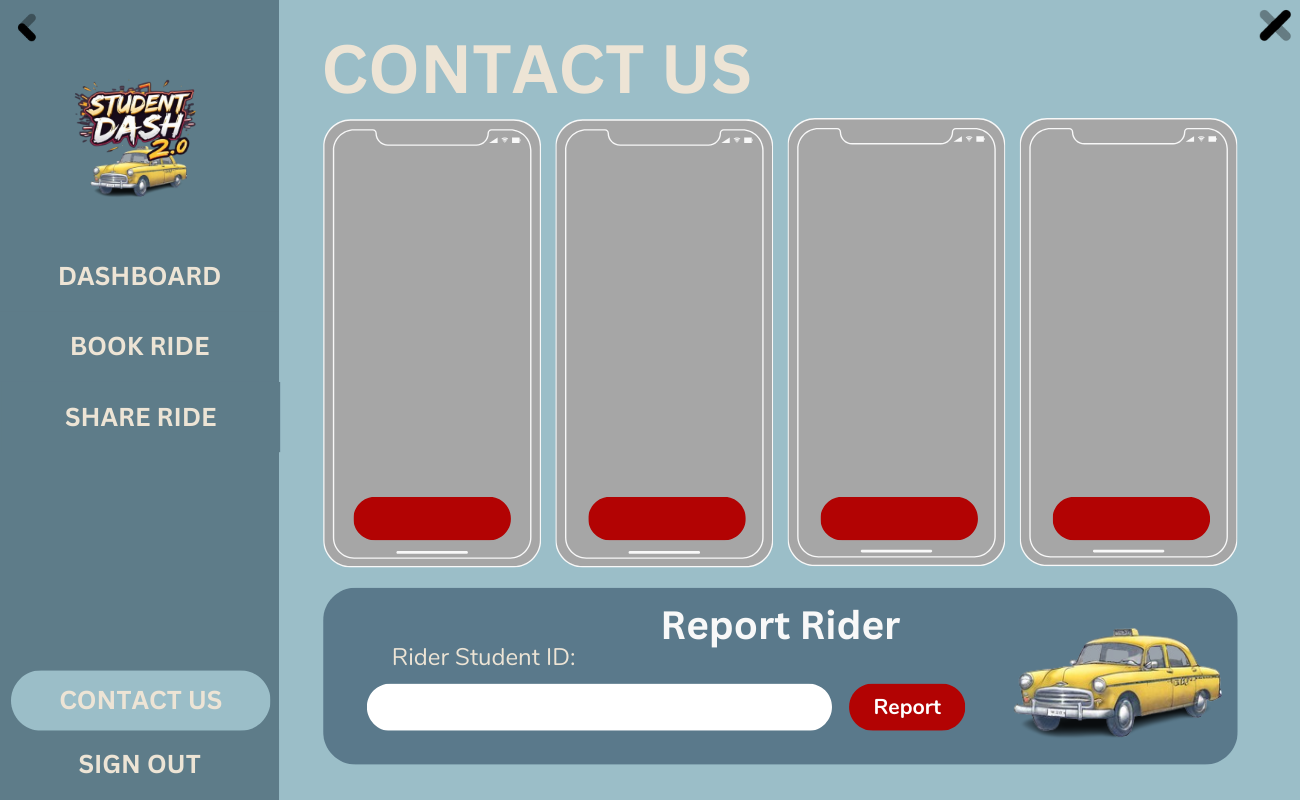 STUDENT
DASH
2.0
DASHBOARD
BOOK RIDE
SHARE RIDE
CONTACT US
SIGN OUT
CONTACT US
Report Rider
Rider Student ID:
Report